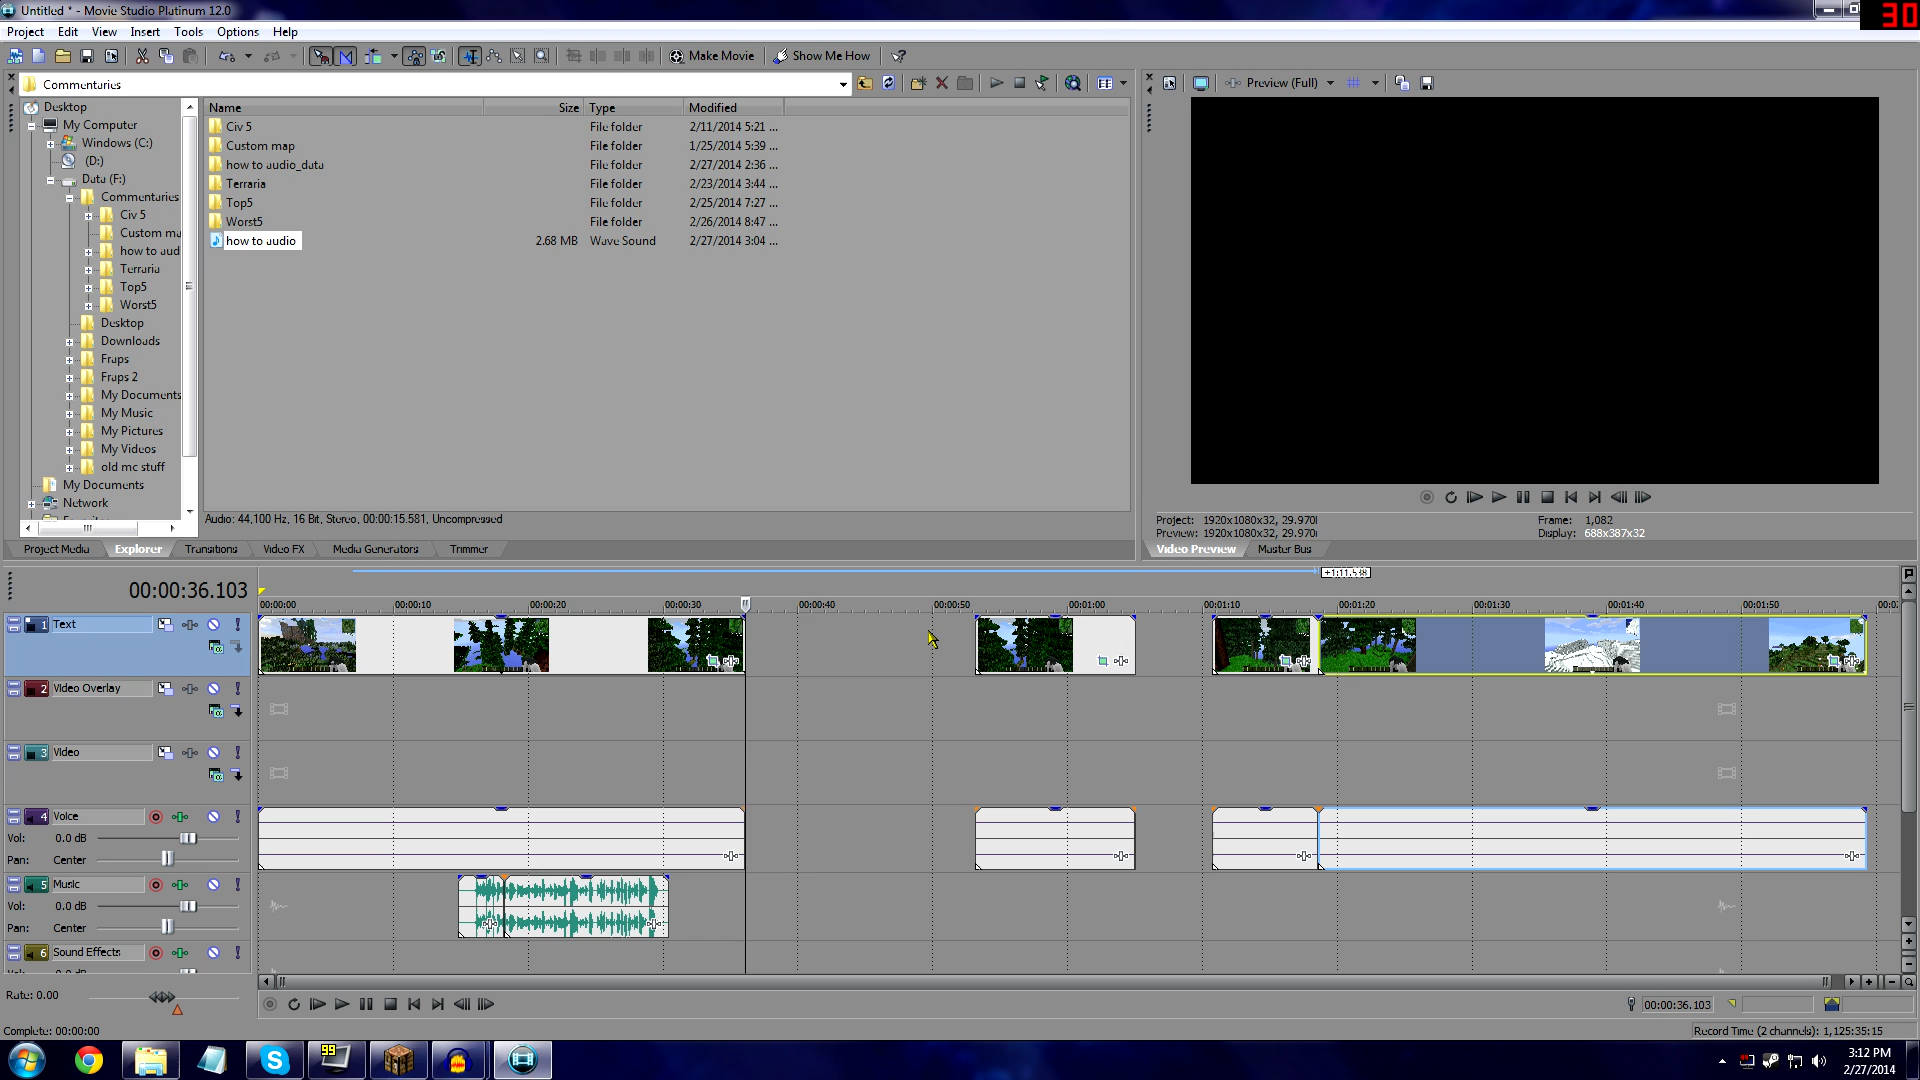 Untitled * - Movie Studio Platinum 12.0
30
Project Edit View Insert Tools Options Help
Make Movie Show Me How
Commentaries
Preview (Full)
Desktop
My Computer
Windows (C:)
(D:)
Data (F:)
Commentaries
Civ 5
Custom ma
how to aud
Terraria
Top5
Worst5
Desktop
Downloads
Fraps
Fraps 2
My Documents
My Music
My Pictures
My Videos
old mc stuff
My Documents
Network
Name Size Type Modified
Civ 5 File folder 2/11/2014 5:21 ...
Custom map File folder 1/25/2014 5:39 ...
how to audio_data File folder 2/27/2014 2:36 ...
Terraria File folder 2/23/2014 3:44 ...
Top5 File folder 2/25/2014 7:27 ...
Worst5 File folder 2/26/2014 8:47 ...
how to audio 2.68 MB Wave Sound 2/27/2014 3:04 ...
Audio: 44,100 Hz, 16 Bit, Stereo, 00:00:15.581, Uncompressed
Project: 1920x1080x32, 29.970i
Preview: 1920x1080x32, 29.970i
Frame: 1,082
Display: 688x387x32
Project Media Explorer Transitions Video FX Media Generators Trimmer
Video Preview Master Bus
00:00:36.103
+1:11.538
00:00:00 00:00:10 00:00:20 00:00:30 00:00:40 00:00:50 00:01:00 00:01:10 00:01:20 00:01:30 00:01:40 00:01:50 00:02
1 Text
2 Video Overlay
3 Video
4 Voice
Vol: 0.0 dB
Pan: Center
5 Music
Vol: 0.0 dB
Pan: Center
6 Sound Effects
Rate: 0.00
00:00:36.103
Complete: 00:00:00
Record Time (2 channels): 1,125:35:15
99
3:12 PM
2/27/2014